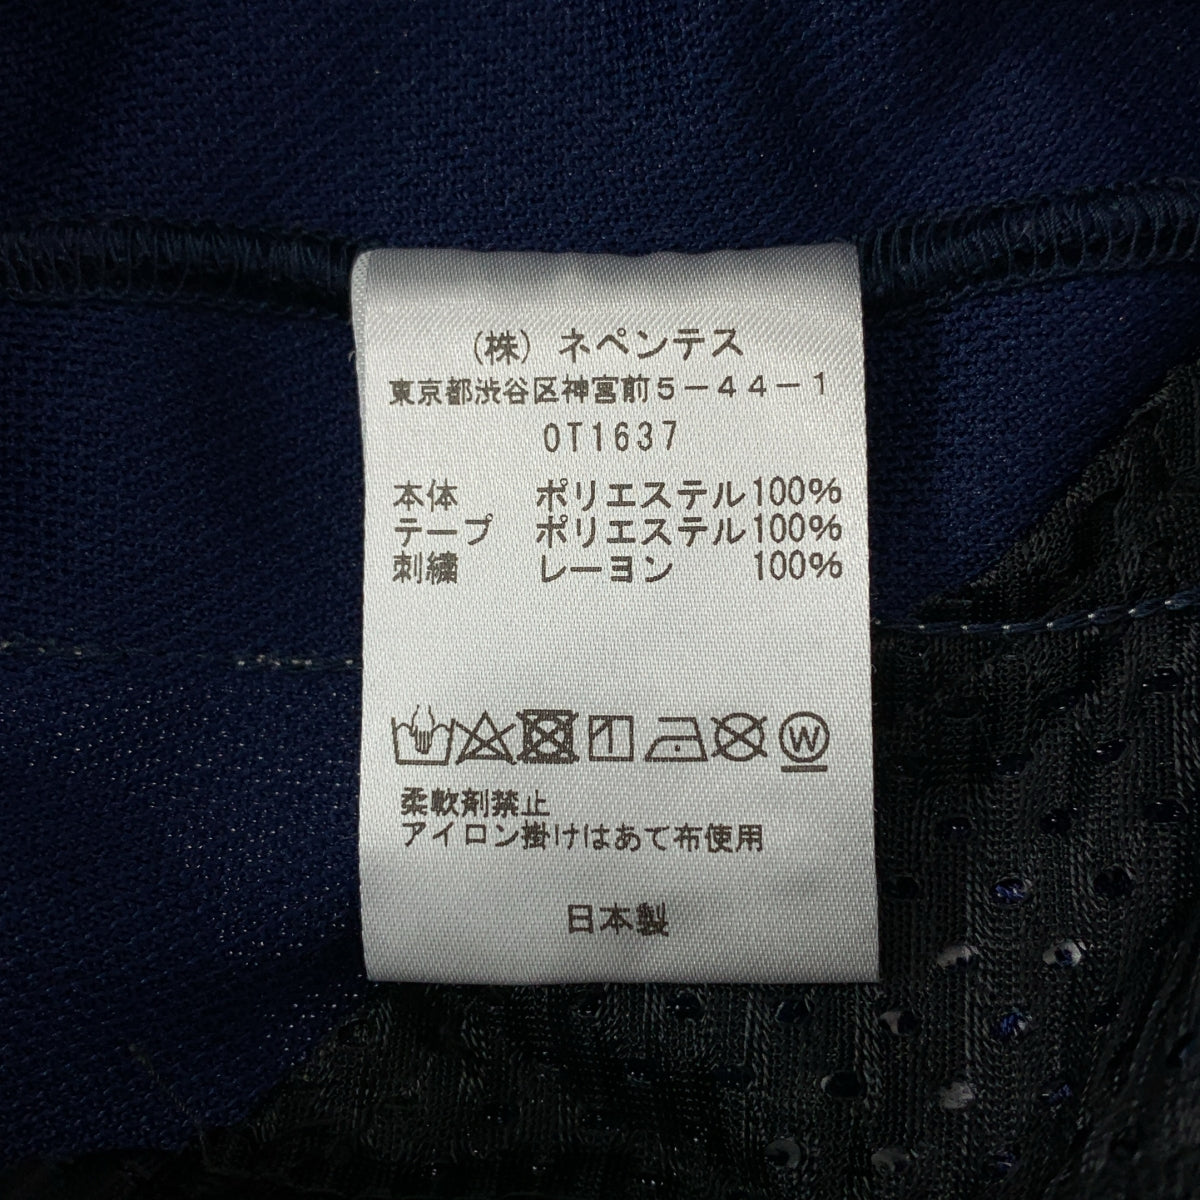 (株) ネペンテス
東京都渋谷区神宮前5-44-1
OT1637
本体 ポリエステル100%
テープ ポリエステル100%
刺繍 レーヨン 100%
W
柔軟剤禁止
アイロン掛けはあて布使用
日本製